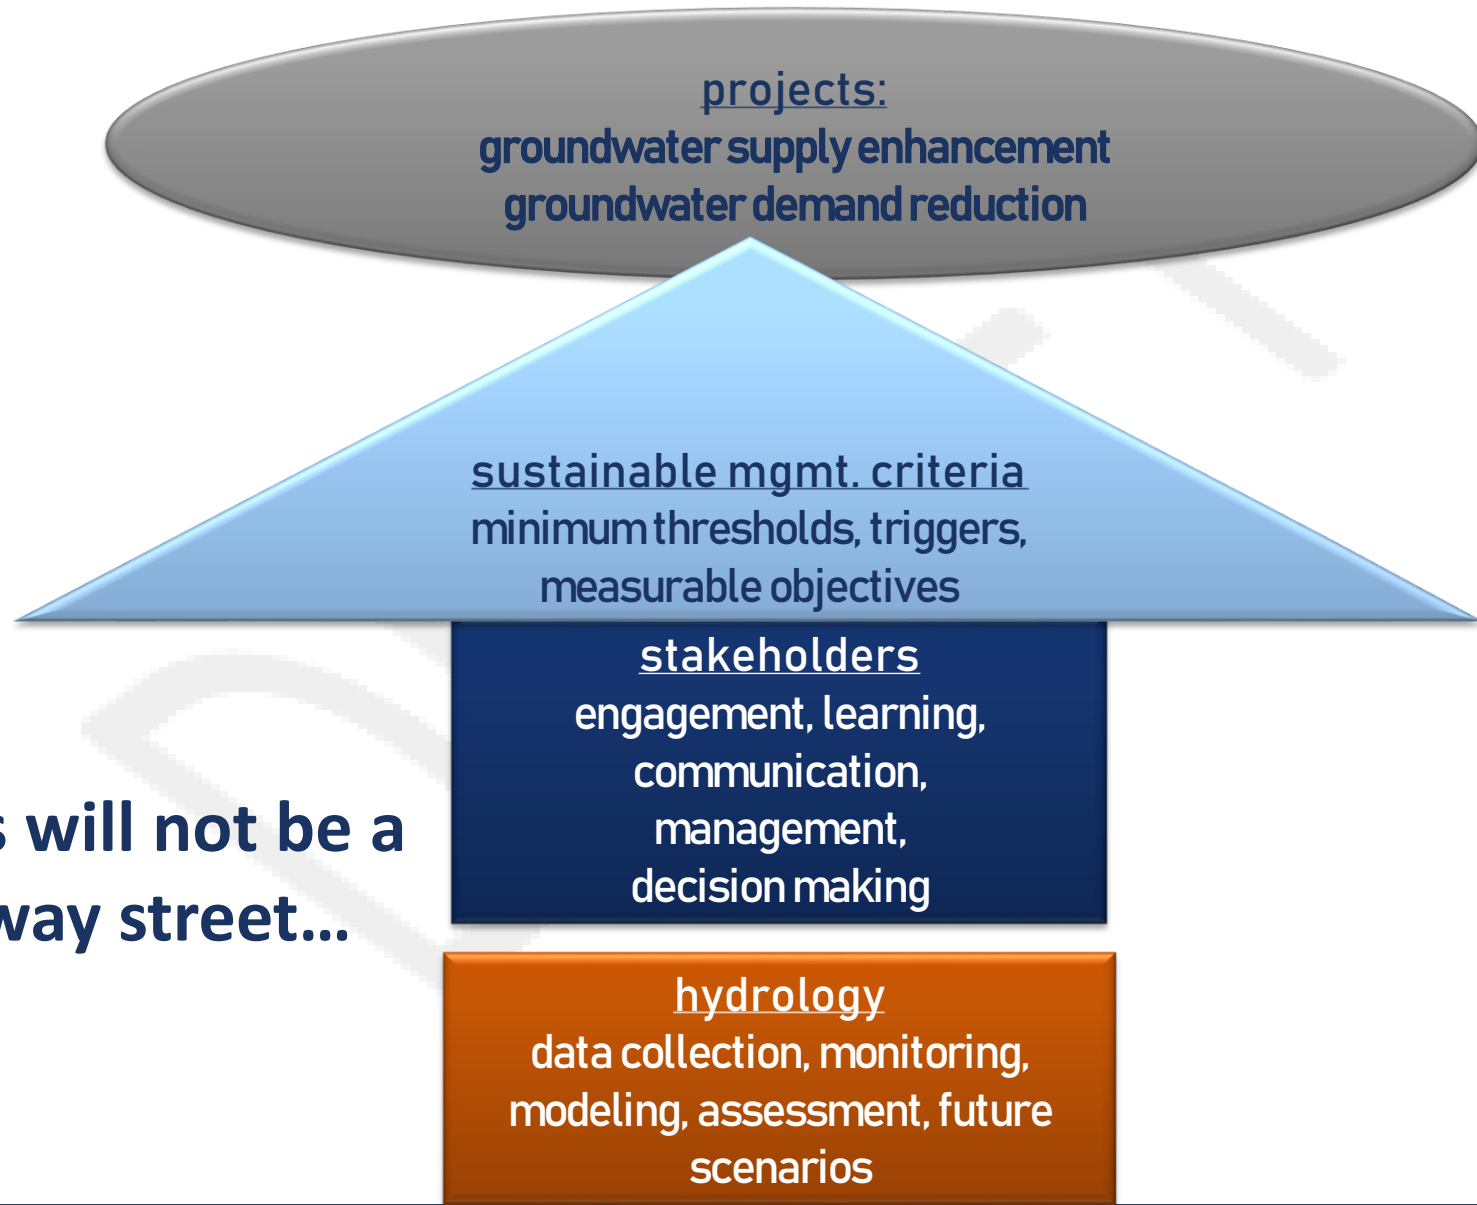 projects:
groundwater supply enhancement
groundwater demand reduction
sustainable mgmt. criteria
minimum thresholds, triggers,
measurable objectives
stakeholders
engagement, learning,
communication,
management,
decision making
will not be a
way street...
hydrology
data collection, monitoring,
modeling, assessment, future
scenarios